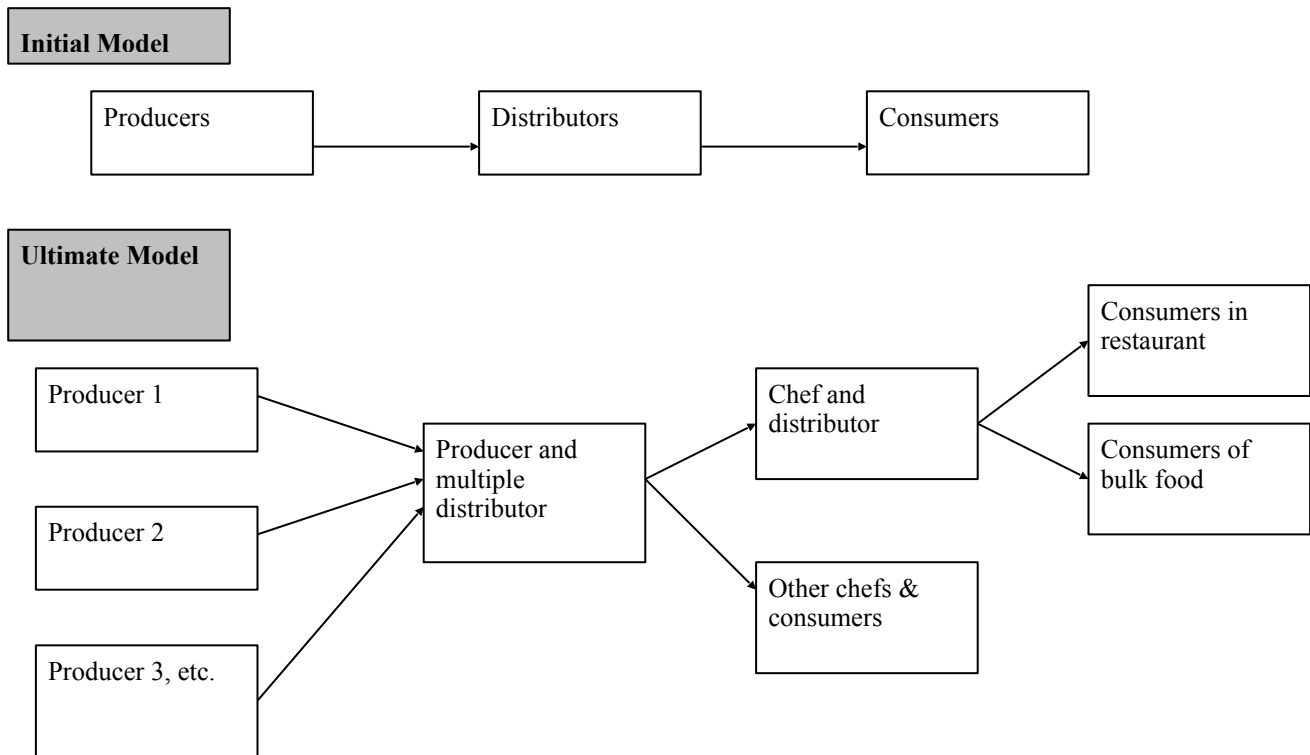 Initial Model
Producers
Distributors
Consumers
Ultimate Model
Producer 1
Producer 2
Producer 3, etc.
Producer and
multiple
distributor
Chef and
distributor
Other chefs &
consumers
Consumers in
restaurant
Consumers of
bulk food